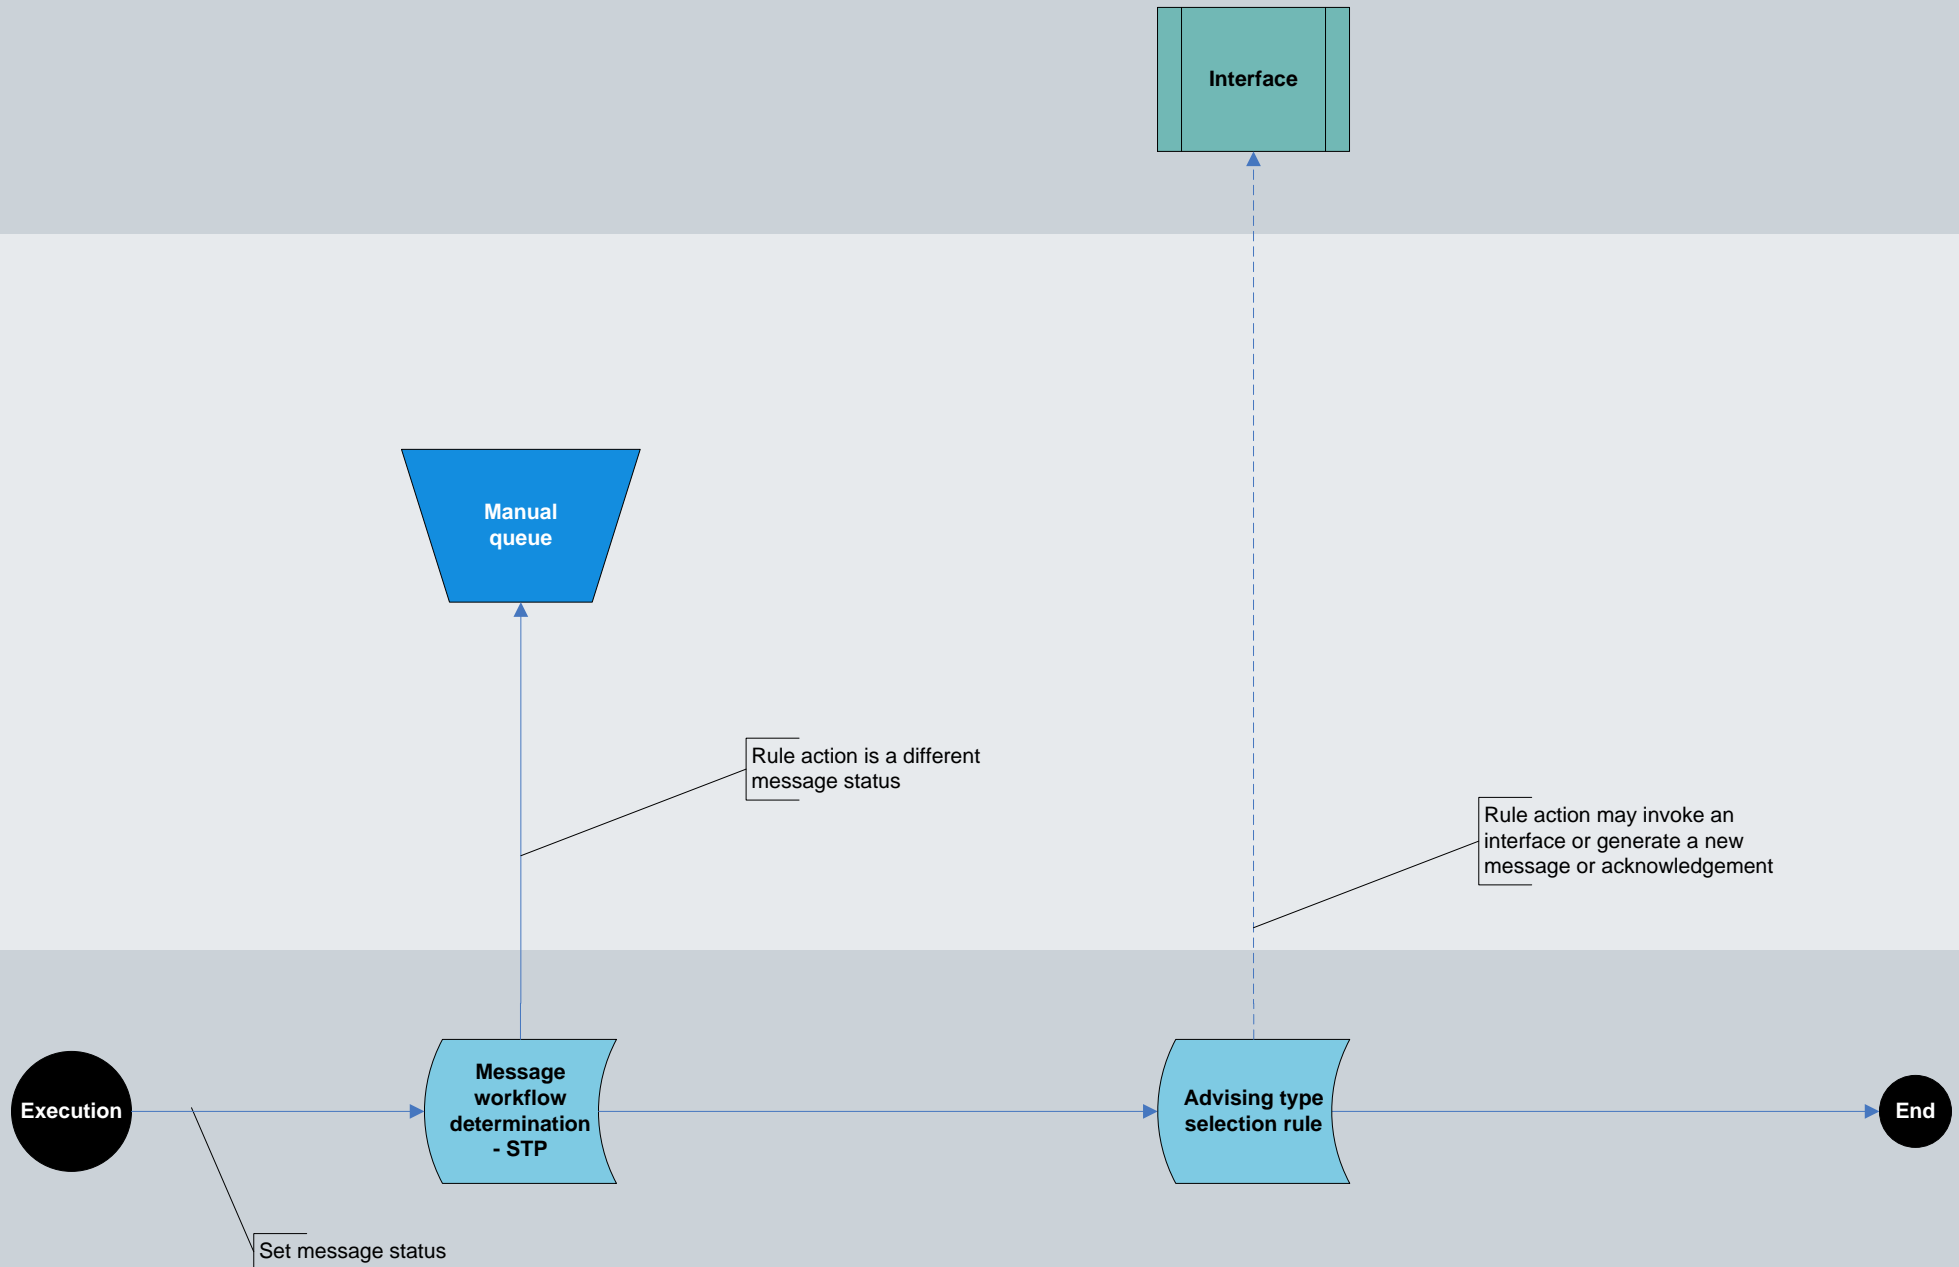 Interface
Manual
queue
Rule action is a different
message status
Rule action may invoke an
interface or generate a new
message or acknowledgement
Execution
Message
workflow
determination
- STP
Advising type
selection rule
End
Set message status